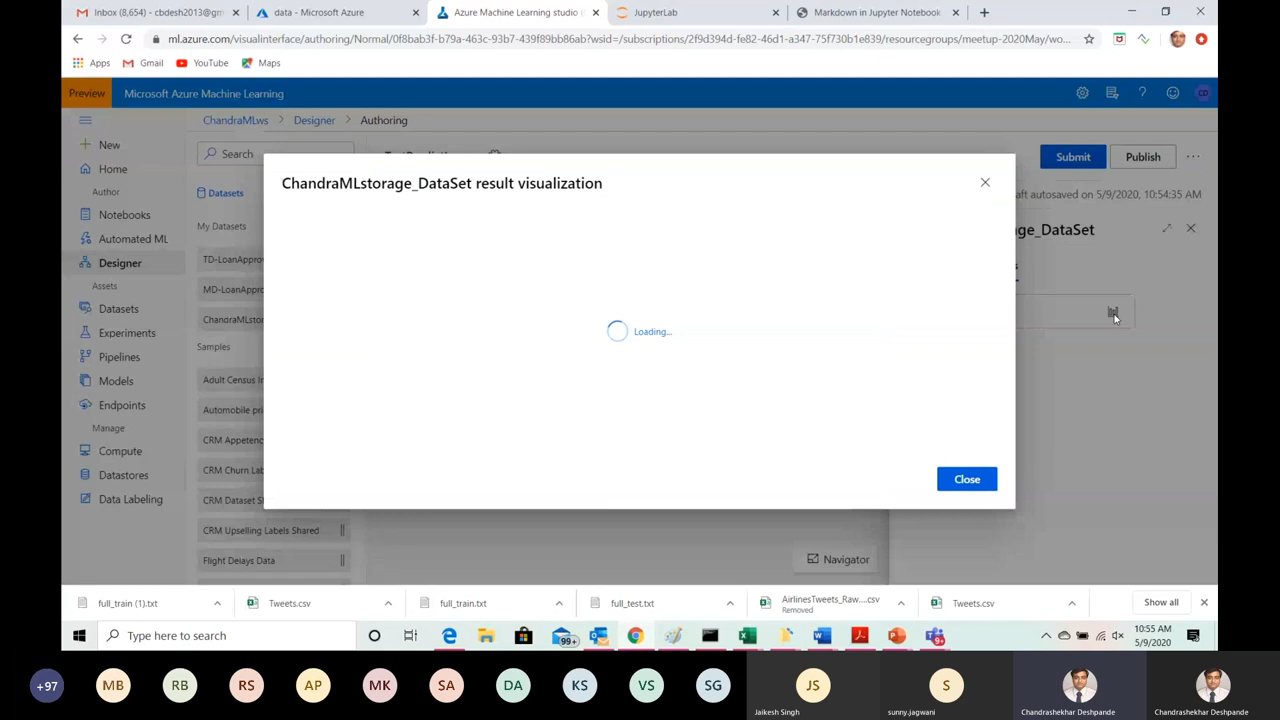 Inbox (8,654) - cbdesh2013@gm
data - Microsoft Azure
Azure Machine Learning studio (
JupyterLab
Markdown in Jupyter Notebook
ml.azure.com/visualinterface/authoring/Normal/0f8bab3f-b79a-463c-93b7-439f89bb86ab?wsid=/subscriptions/2f9d394d-fe82-46d1-a347-75f730b1e839/resourcegroups/meetup-2020May/wo...
Apps
Gmail
YouTube
Maps
Preview
Microsoft Azure Machine Learning
CD
ChandraMLws > Designer > Authoring
New
Home
Author
Notebooks
Automated ML
Designer
Assets
Datasets
Experiments
Pipelines
Models
Endpoints
Manage
Compute
Datastores
Data Labeling
Search
Datasets
My Datasets
TD-LoanApprov
MD-LoanApprov
ChandraMLstor
Samples
Adult Census In
Automobile pri
CRM Appetency
CRM Churn Lab
CRM Dataset S
CRM Upselling Labels Shared
Flight Delays Data
Submit
Publish
ft autosaved on 5/9/2020, 10:54:35 AM
ge_DataSet
ChandraMLstorage_DataSet result visualization
Loading...
Close
Navigator
full_train (1).txt
Tweets.csv
full_train.txt
full_test.txt
AirlinesTweets_Raw....csv
Removed
Tweets.csv
Show all
Type here to search
99+
9+
10:55 AM
5/9/2020
+97
MB
RB
RS
AP
MK
SA
DA
KS
VS
SG
JS
Jaikesh Singh
S
sunny.jagwani
Chandrashekhar Deshpande
Chandrashekhar Deshpande